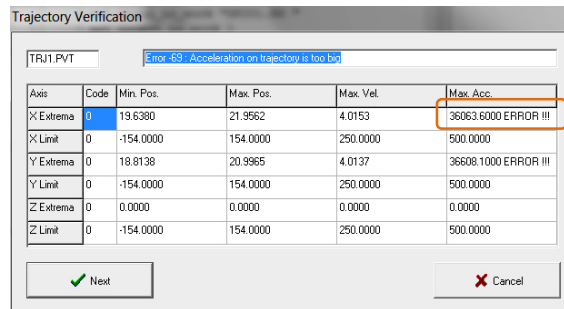 Trajectory Verification
TRJ1.PVT Error -69 : Acceleration on trajectory is too big
Axis Code Min. Pos. Max. Pos. Max. Vel. Max. Acc.
X Extrema 0 19.6380 21.9562 4.0153 36063.6000 ERROR !!!
X Limit 0 -154.0000 154.0000 250.0000 500.0000
Y Extrema 0 18.8138 20.9965 4.0137 36608.1000 ERROR !!!
Y Limit 0 -154.0000 154.0000 250.0000 500.0000
Z Extrema 0 0.0000 0.0000 0.0000 0.0000
Z Limit 0 -154.0000 154.0000 250.0000 500.0000
Next Cancel